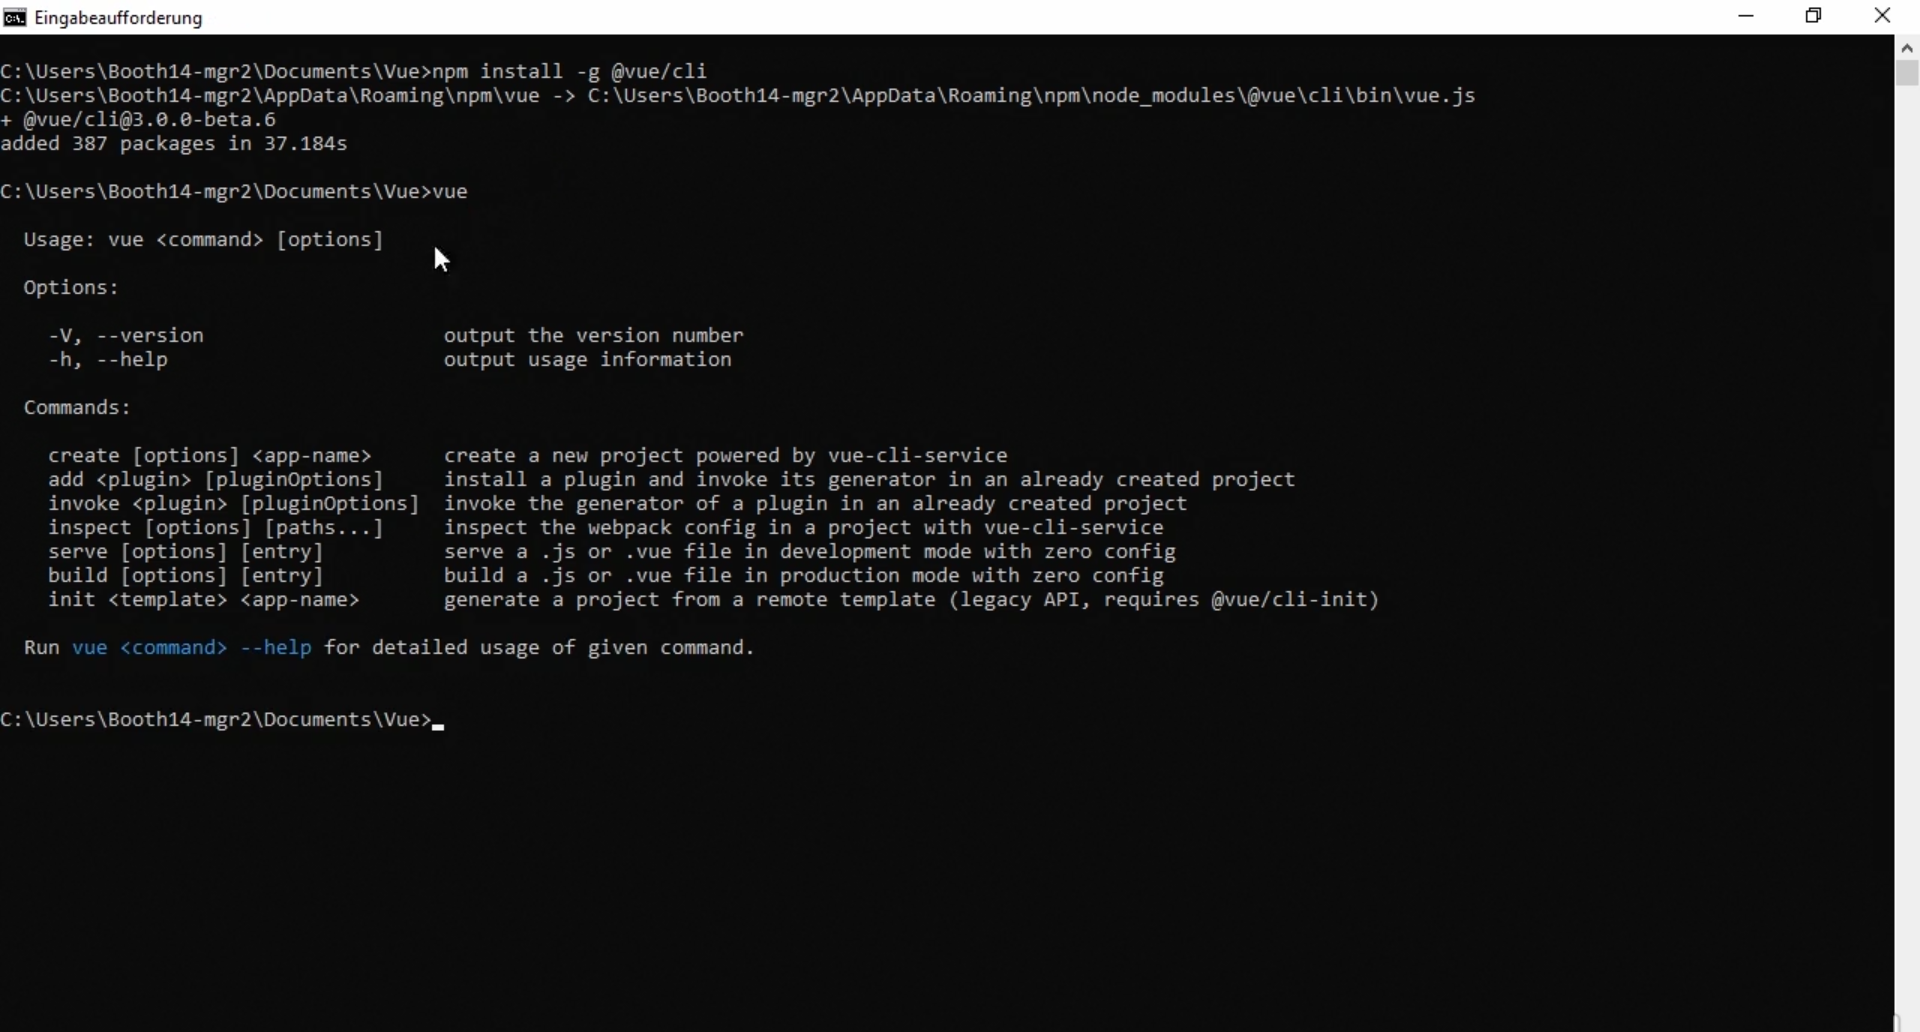 Eingabeaufforderung
C:\Users\Booth14-mgr2\Documents\Vue>npm install -g @vue/cli
C:\Users\Booth14-mgr2\AppData\Roaming\npm\vue -> C:\Users\Booth14-mgr2\AppData\Roaming\npm\node_modules\@vue\cli\bin\vue.js
+ @vue/cli@3.0.0-beta.6
added 387 packages in 37.184s
C:\Users\Booth14-mgr2\Documents\Vue>vue
Usage: vue <command> [options]
Options:
-V, --version output the version number
-h, --help output usage information
Commands:
create [options] <app-name> create a new project powered by vue-cli-service
add <plugin> [pluginOptions] install a plugin and invoke its generator in an already created project
invoke <plugin> [pluginOptions] invoke the generator of a plugin in an already created project
inspect [options] [paths...] inspect the webpack config in a project with vue-cli-service
serve [options] [entry] serve a .js or .vue file in development mode with zero config
build [options] [entry] build a .js or .vue file in production mode with zero config
init <template> <app-name> generate a project from a remote template (legacy API, requires @vue/cli-init)
Run vue <command> --help for detailed usage of given command.
C:\Users\Booth14-mgr2\Documents\Vue>_